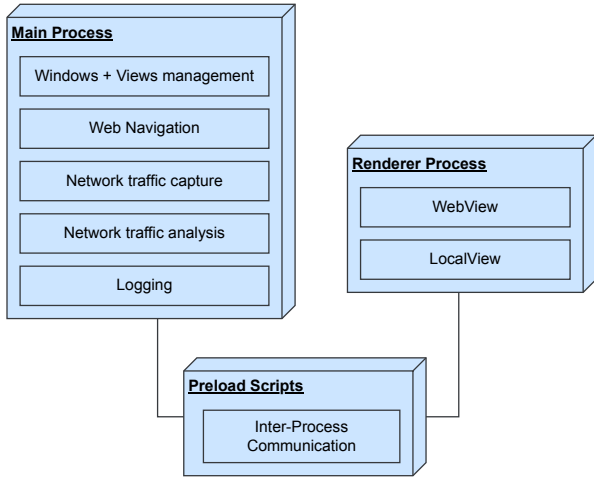 Main Process
Windows + Views management
Web Navigation
Network traffic capture
Network traffic analysis
Logging
Renderer Process
WebView
LocalView
Preload Scripts
Inter-Process
Communication